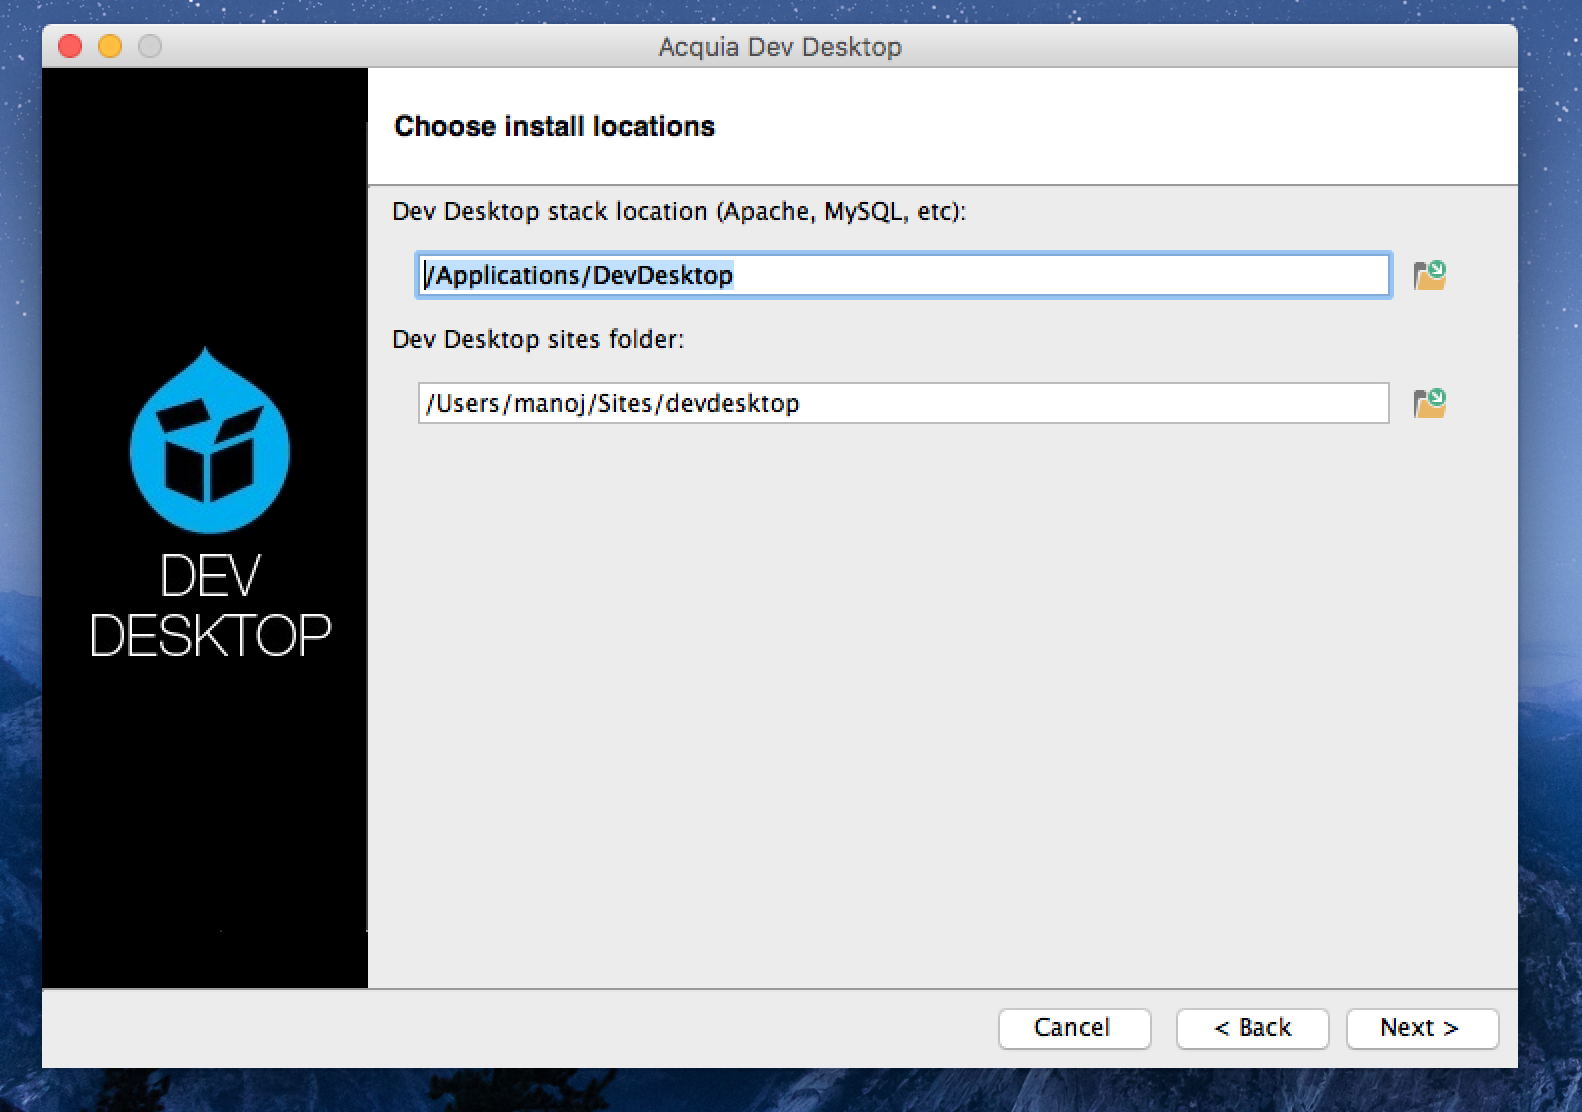 Acquia Dev Desktop
Choose install locations
Dev Desktop stack location (Apache, MySQL, etc):
/Applications/DevDesktop
Dev Desktop sites folder:
/Users/manoj/Sites/devdesktop
DEV
DESKTOP
Cancel
< Back
Next >